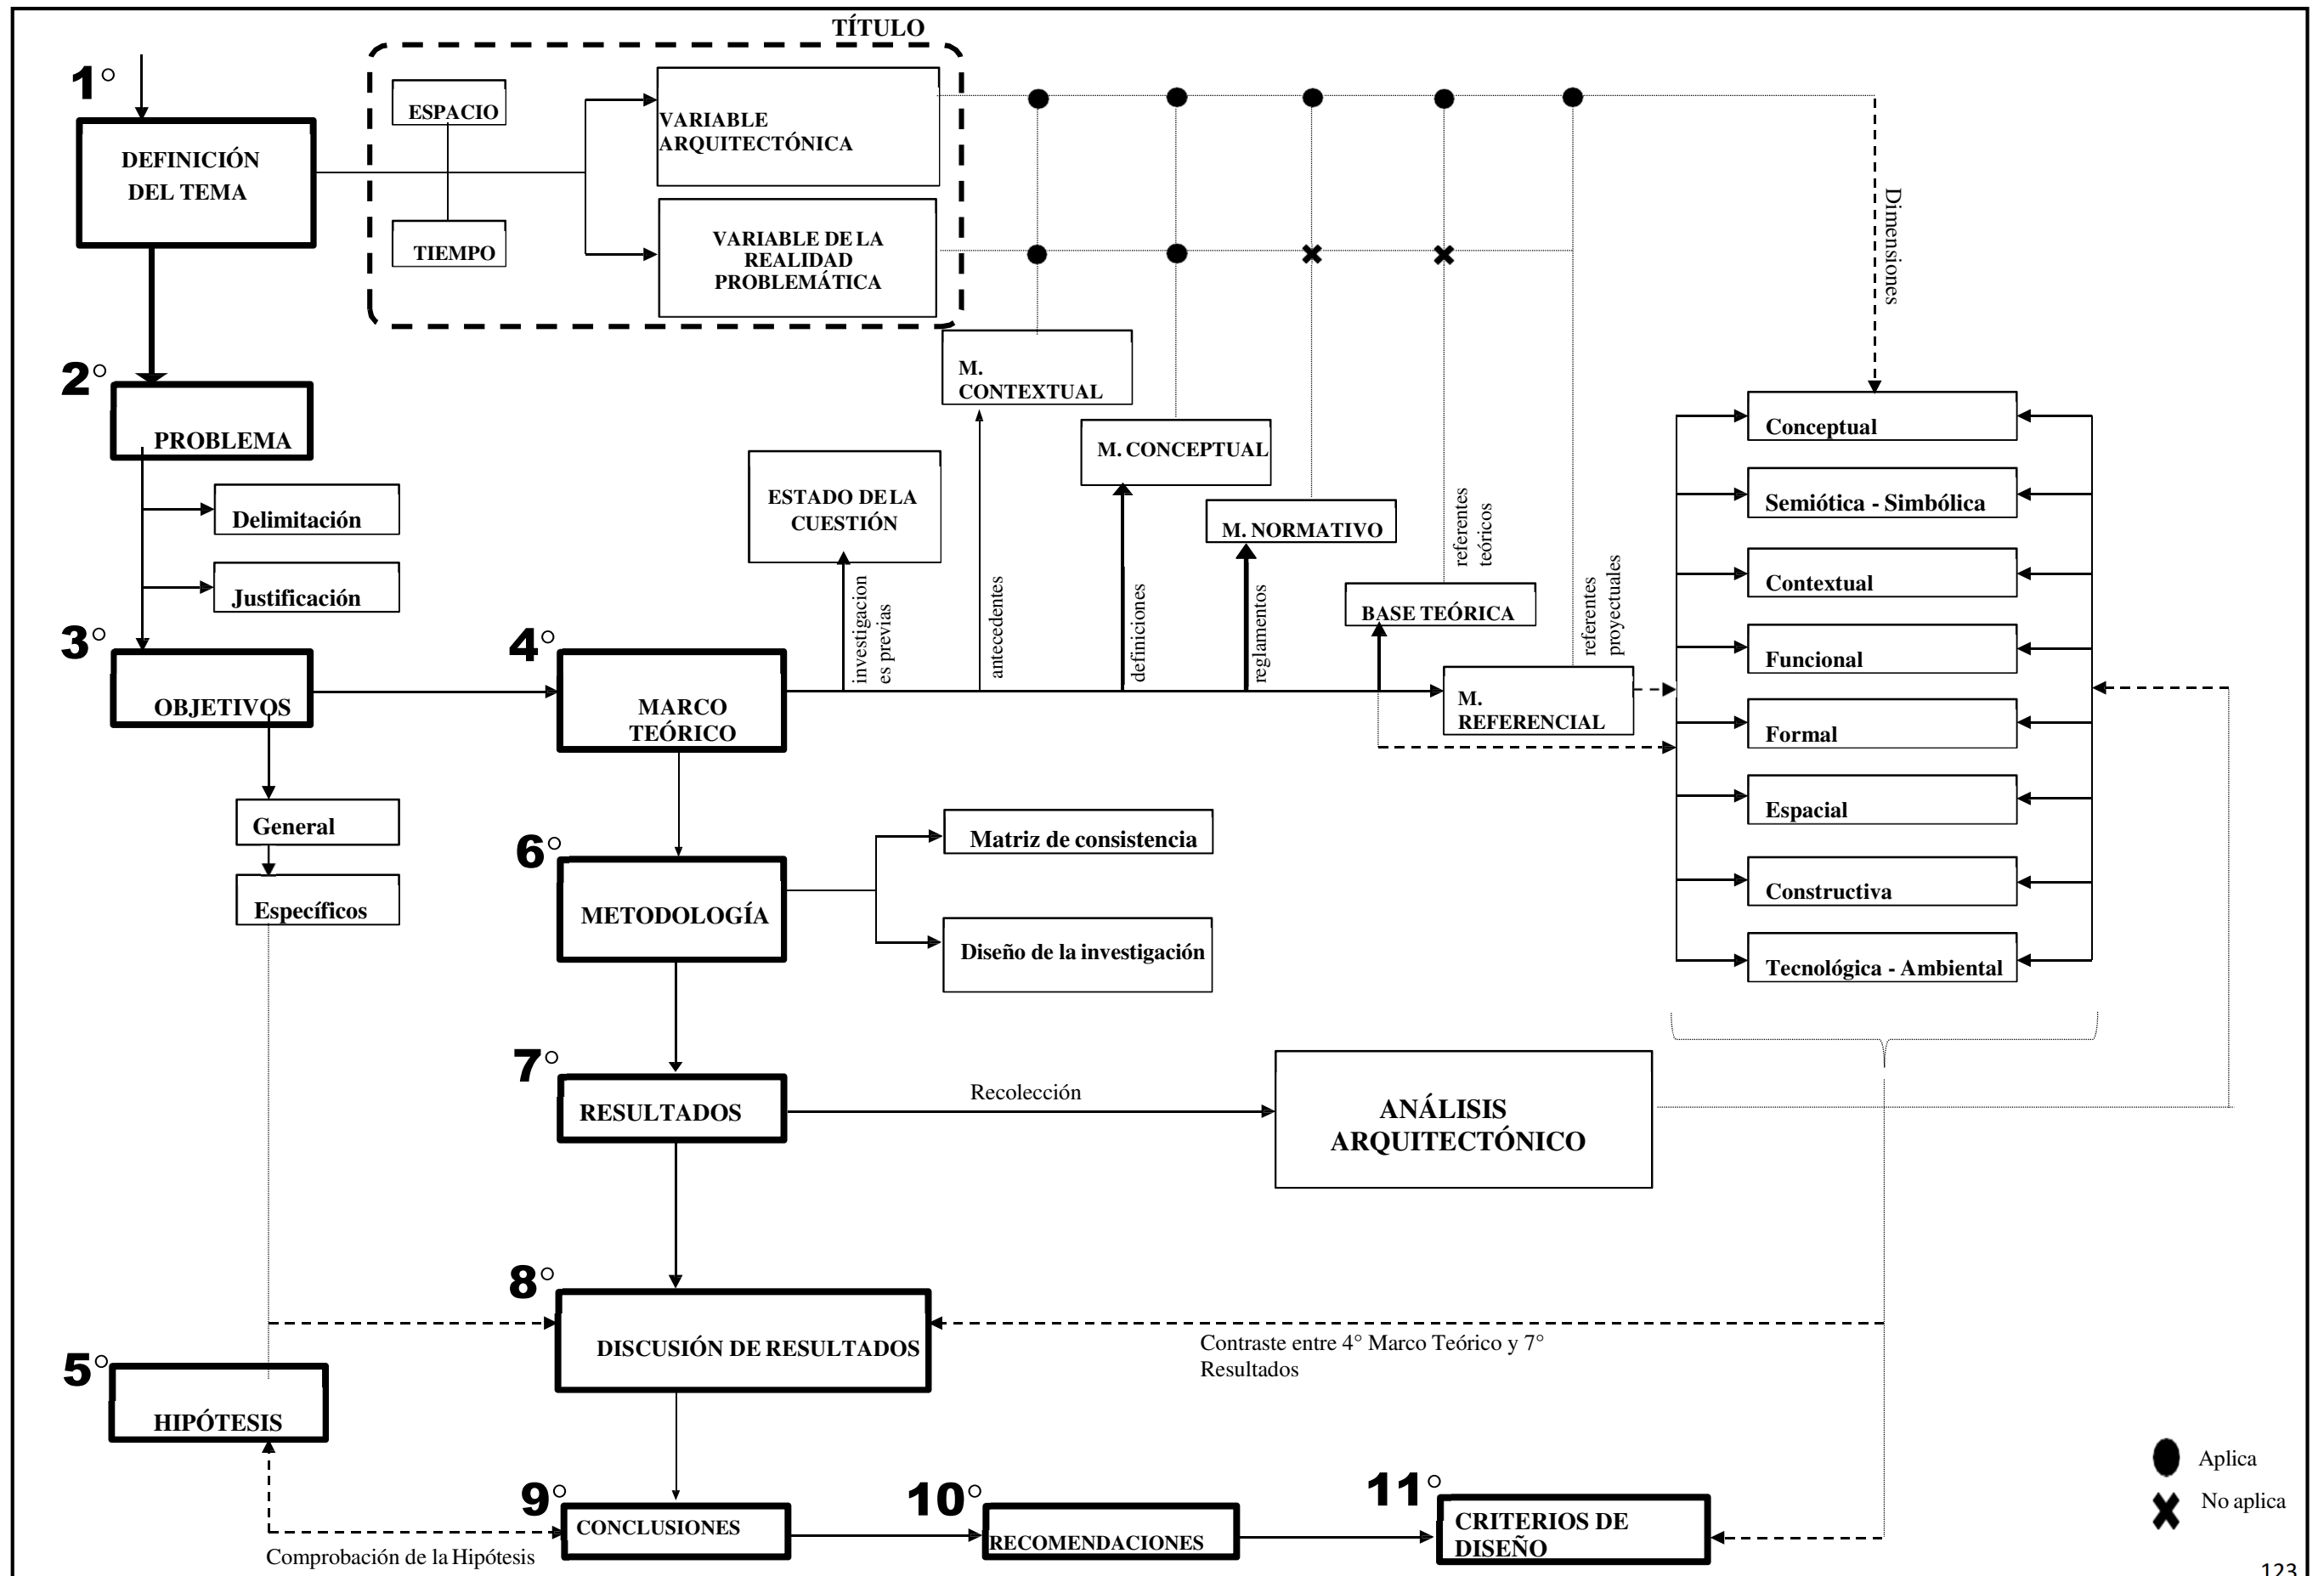 TÍTULO
1°
DEFINICIÓN
DEL TEMA
ESPACIO
TIEMPO
VARIABLE
ARQUITECTÓNICA
VARIABLE DE LA
REALIDAD
PROBLEMÁTICA
Dimensiones
2°
PROBLEMA
Delimitación
Justificación
M.
CONTEXTUAL
M. CONCEPTUAL
ESTADO DE LA
CUESTIÓN
M. NORMATIVO
BASE TEÓRICA
investigacion
es previas
antecedentes
definiciones
reglamentos
referentes
teóricos
referentes
proyectuales
3°
OBJETIVOS
General
Específicos
4°
MARCO
TEÓRICO
M.
REFERENCIAL
Conceptual
Semiótica - Simbólica
Contextual
Funcional
Formal
Espacial
Constructiva
Tecnológica - Ambiental
6°
METODOLOGÍA
Matriz de consistencia
Diseño de la investigación
7°
RESULTADOS
Recolección
ANÁLISIS
ARQUITECTÓNICO
8°
DISCUSIÓN DE RESULTADOS
Contraste entre 4° Marco Teórico y 7°
Resultados
5°
HIPÓTESIS
Comprobación de la Hipótesis
9°
CONCLUSIONES
10°
RECOMENDACIONES
11°
CRITERIOS DE
DISEÑO
Aplica
No aplica
123